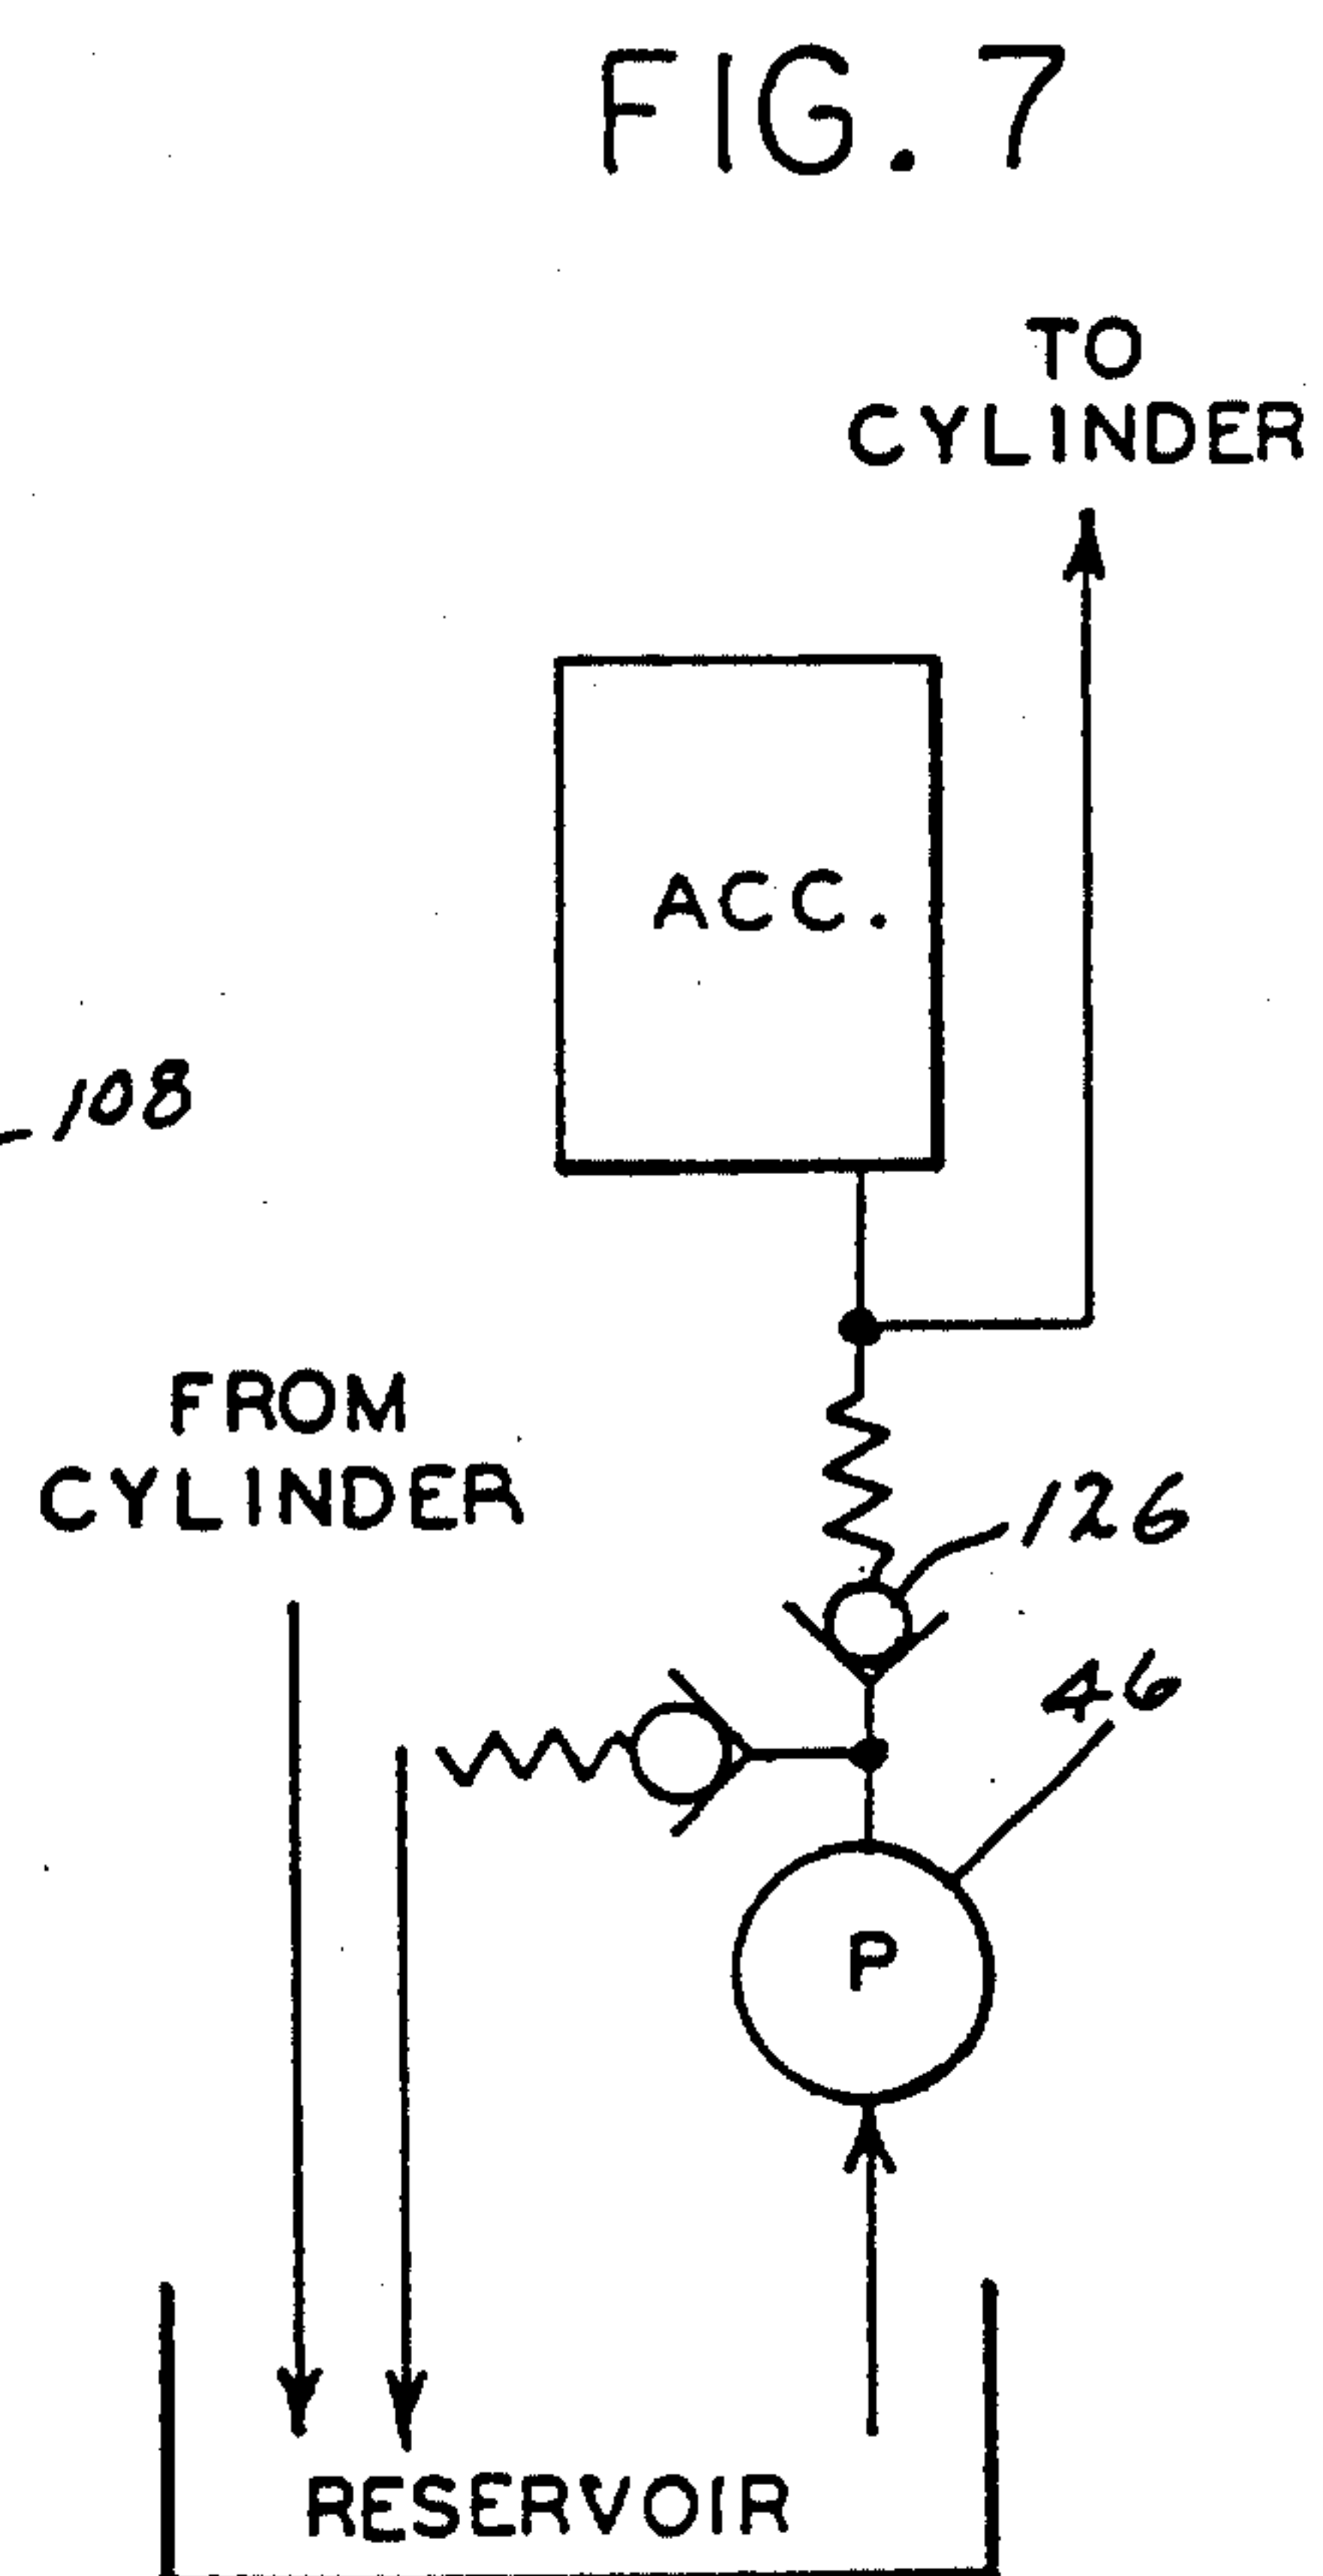 FIG. 7
TO
CYLINDER
ACC.
108
FROM
CYLINDER
126
46
P
RESERVOIR